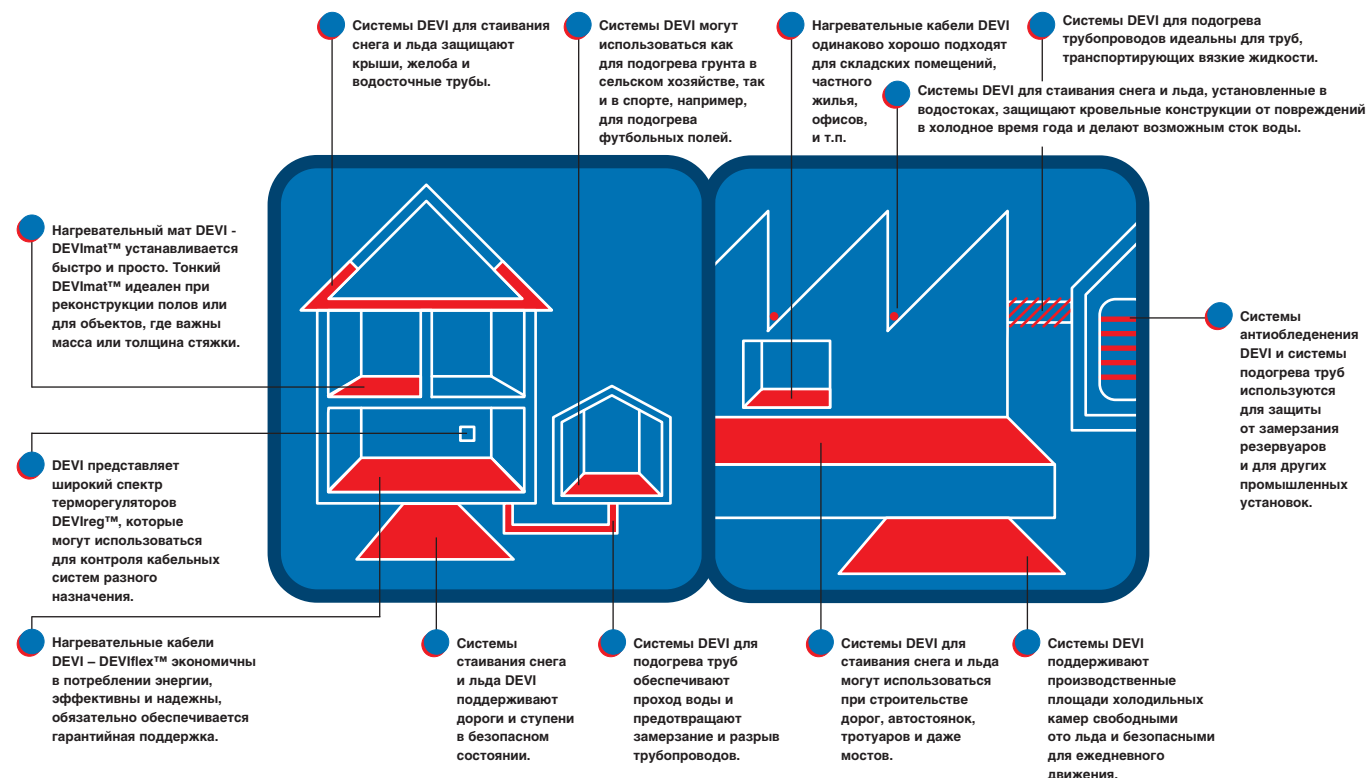 Системы DEVI для стаивания
снега и льда защищают
крыши, желоба и
водосточные трубы.
Системы DEVI могут
использоваться как
для подогрева грунта в
сельском хозяйстве, так
и в спорте, например,
для подогрева
футбольных полей.
Нагревательные кабели DEVI
одинаково хорошо подходят
для складских помещений,
частного
жилья,
офисов,
и т.п.
Системы DEVI для подогрева
трубопроводов идеальны для труб,
транспортирующих вязкие жидкости.
Системы DEVI для стаивания снега и льда, установленные в
водостоках, защищают кровельные конструкции от повреждений
в холодное время года и делают возможным сток воды.
Нагревательный мат DEVI -
DEVImat™ устанавливается
быстро и просто. Тонкий
DEVImat™ идеален при
реконструкции полов или
для объектов, где важны
масса или толщина стяжки.
Системы
антиобледенения
DEVI и системы
подогрева труб
используются
для защиты
от замерзания
резервуаров
и для других
промышленных
установок.
DEVI представляет
широкий спектр
терморегуляторов
DEVIreg™, которые
могут использоваться
для контроля кабельных
систем разного
назначения.
Нагревательные кабели
DEVI – DEVIflex™ экономичны
в потреблении энергии,
эффективны и надежны,
обязательно обеспечивается
гарантийная поддержка.
Системы
стаивания снега
и льда DEVI
поддерживают
дороги и ступени
в безопасном
состоянии.
Системы DEVI для
подогрева труб
обеспечивают
проход воды и
предотвращают
замерзание и разрыв
трубопроводов.
Системы DEVI для
стаивания снега и льда
могут использоваться
при строительстве
дорог, автостоянок,
тротуаров и даже
мостов.
Системы DEVI
поддерживают
производственные
площади холодильных
камер свободными
ото льда и безопасными
для ежедневного
движения.